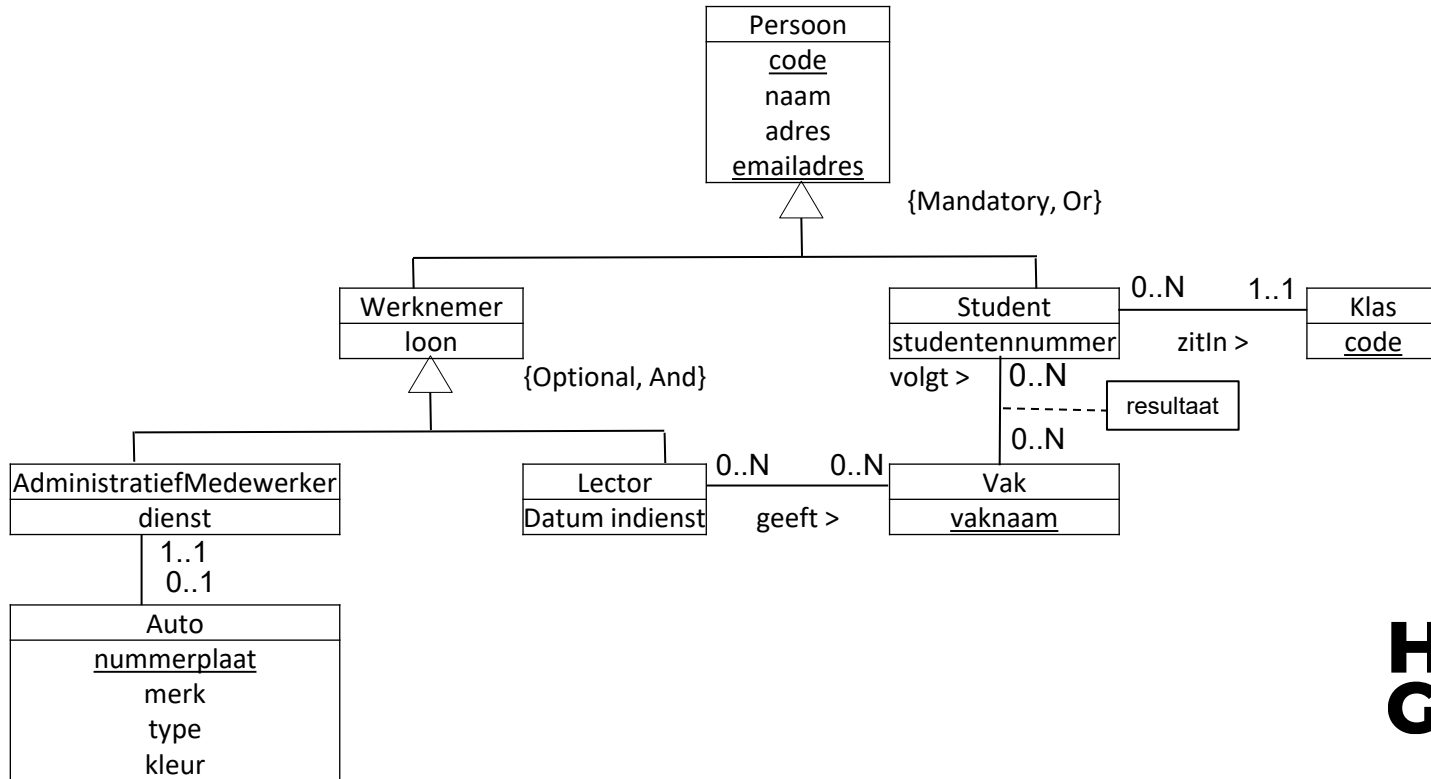 Persoon
code
naam
adres
emailadres
{Mandatory, Or}
Werknemer
loon
{Optional, And}
Student
studentennummer
0..N
1..1
zitIn >
Klas
code
volgt >
0..N
resultaat
0..N
AdministratiefMedewerker
dienst
Lector
Datum indienst
0..N
0..N
geeft >
Vak
vaknaam
1..1
0..1
Auto
nummerplaat
merk
type
kleur
H
G